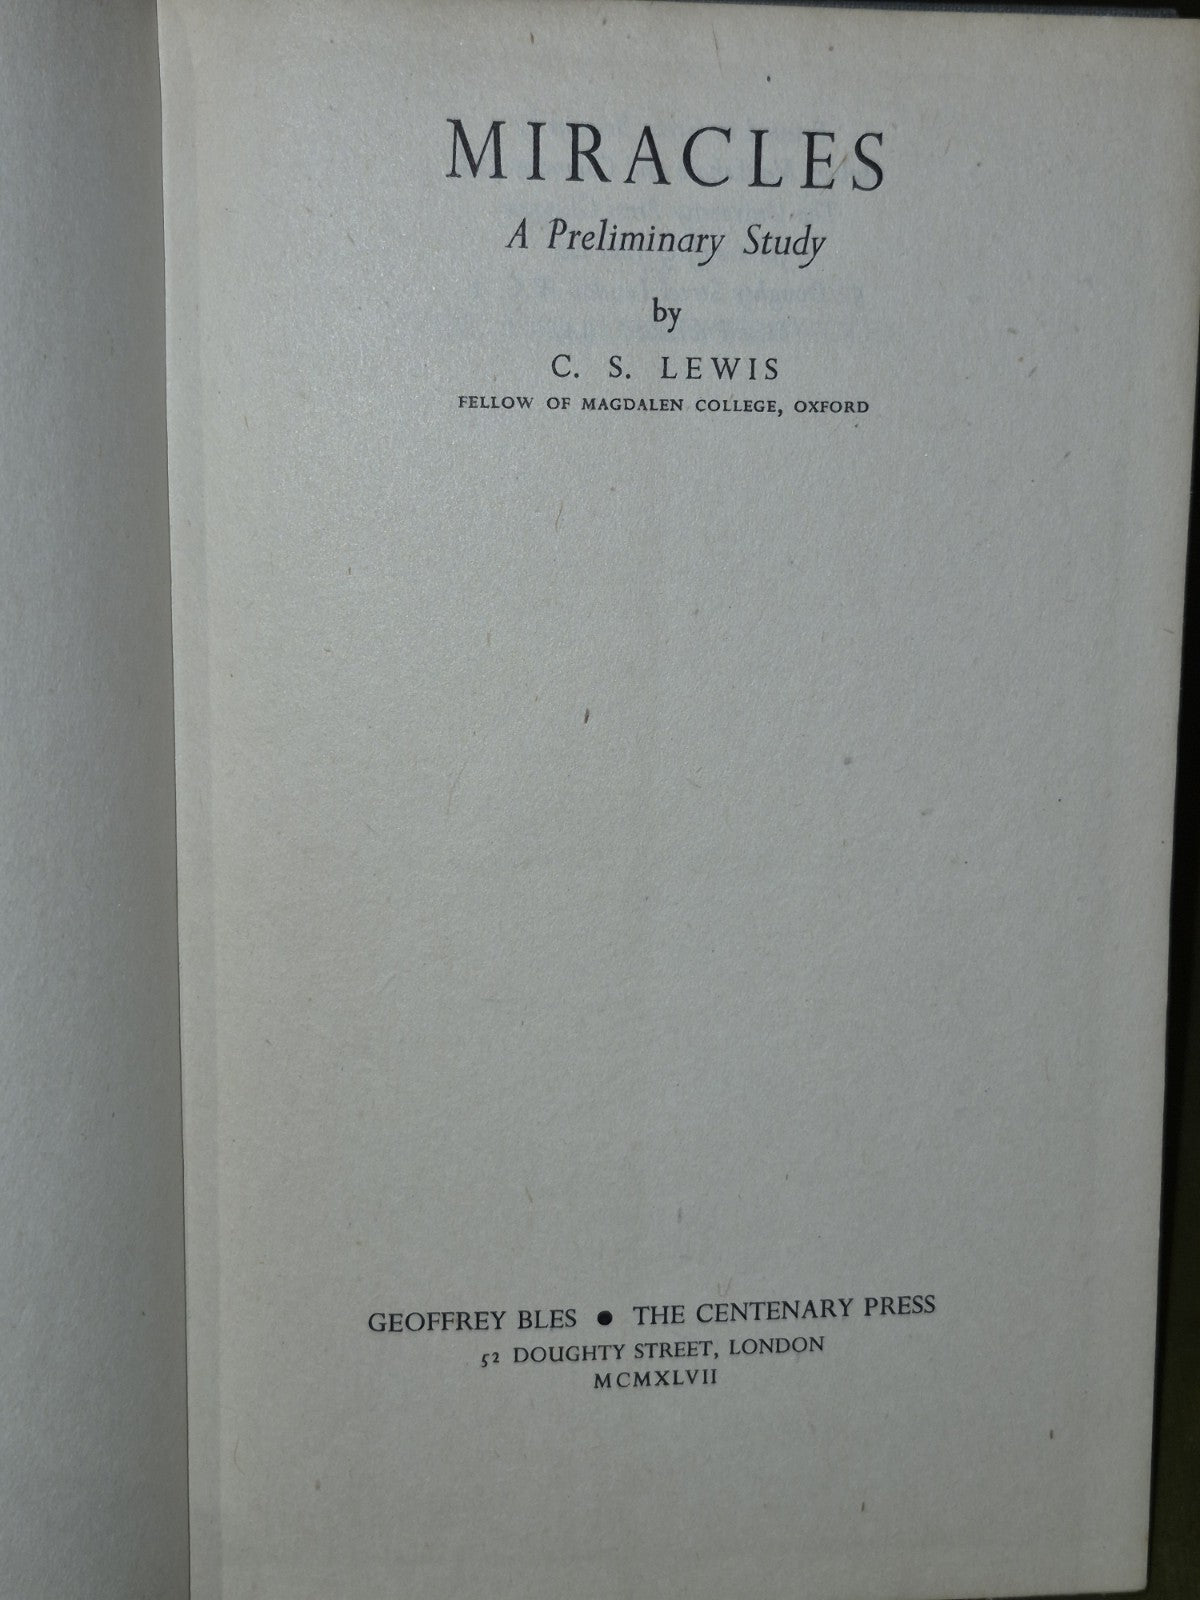 MIRACLES
A Preliminary Study
by
C. S. LEWIS
FELLOW OF MAGDALEN COLLEGE, OXFORD
GEOFFREY BLES ● THE CENTENARY PRESS
52 DOUGHTY STREET, LONDON
MCMXLVII